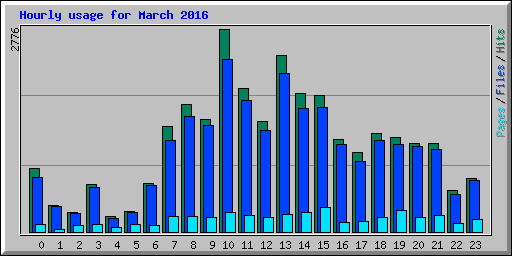 Hourly usage for March 2016
2776
Pages/Files/Hits
0 1 2 3 4 5 6 7 8 9 10 11 12 13 14 15 16 17 18 19 20 21 22 23